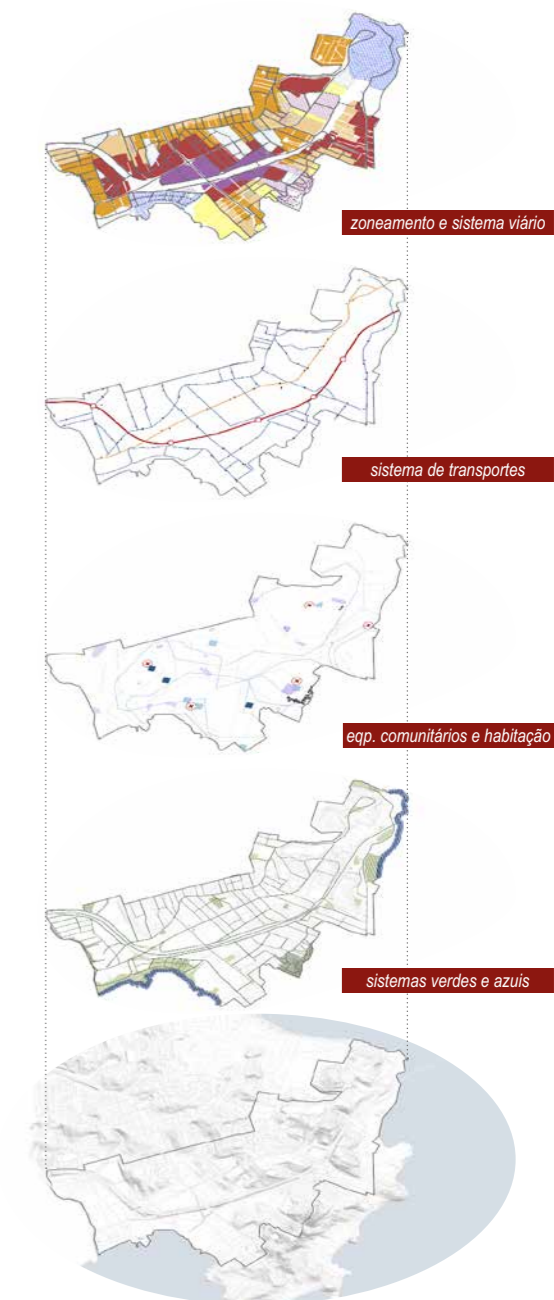 zoneamento e sistema viário
sistema de transportes
eqp. comunitários e habitação
sistemas verdes e azuis